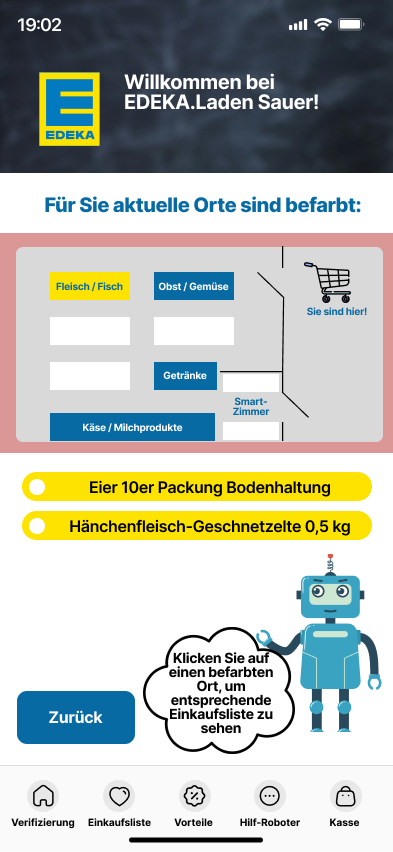 19:02
Willkommen bei
EDEKA.Laden Sauer!
E
EDEKA
Für Sie aktuelle Orte sind befarbt:
Fleisch / Fisch
Obst / Gemüse
Sie sind hier!
Getränke
Smart-
Zimmer
Käse / Milchprodukte
Eier 10er Packung Bodenhaltung
Hänchenfleisch-Geschnetzelte 0,5 kg
Klicken Sie auf
einen befarbten
Ort, um
entsprechende
Einkaufsliste zu
sehen
Zurück
Verifizierung Einkaufsliste Vorteile Hilf-Roboter Kasse